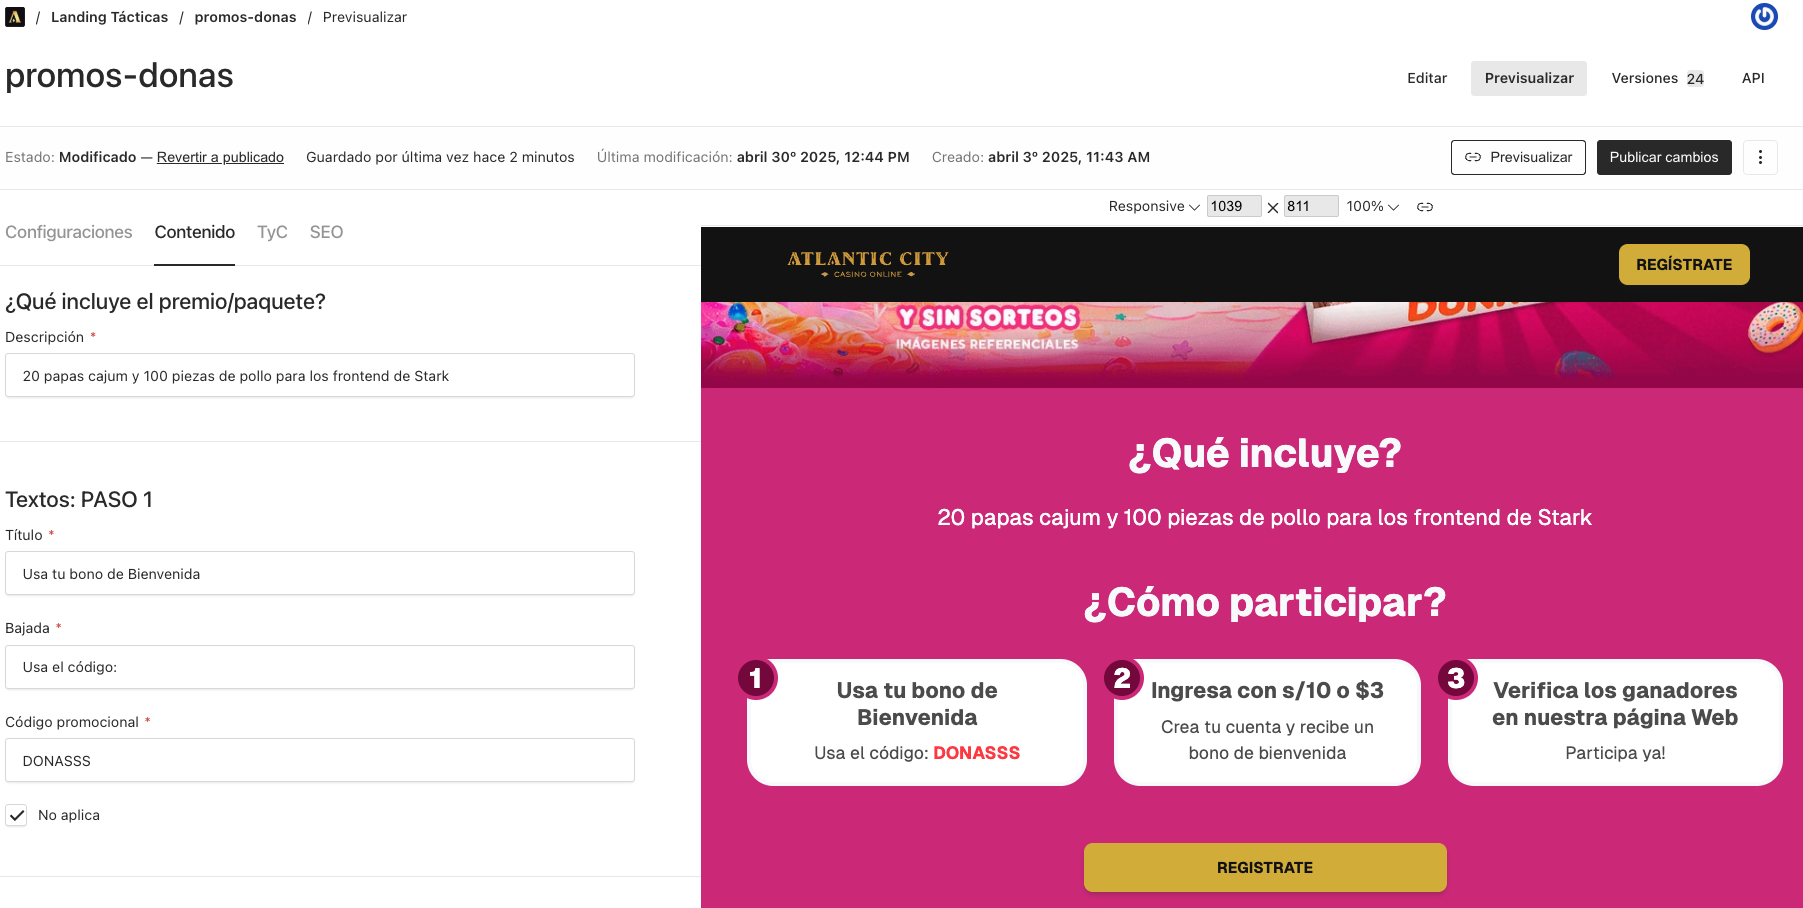 / Landing Tácticas / promos-donas / Previsualizar
promos-donas
Editar Previsualizar Versiones 24 API
Estado: Modificado — Revertir a publicado Guardado por última vez hace 2 minutos Última modificación: abril 30º 2025, 12:44 PM Creado: abril 3º 2025, 11:43 AM
Previsualizar Publicar cambios
Configuraciones Contenido TyC SEO
¿Qué incluye el premio/paquete?
Descripción *
20 papas cajum y 100 piezas de pollo para los frontend de Stark
Textos: PASO 1
Título *
Usa tu bono de Bienvenida
Bajada *
Usa el código:
Código promocional *
DONASSS
No aplica
Responsive 1039 × 811 100%
ATLANTIC CITY
CASINO ONLINE
REGÍSTRATE
Y SIN SORTEOS
IMÁGENES REFERENCIALES
¿Qué incluye?
20 papas cajum y 100 piezas de pollo para los frontend de Stark
¿Cómo participar?
1
Usa tu bono de
Bienvenida
Usa el código: DONASSS
2
Ingresa con s/10 o $3
Crea tu cuenta y recibe un
bono de bienvenida
3
Verifica los ganadores
en nuestra página Web
Participa ya!
REGISTRATE